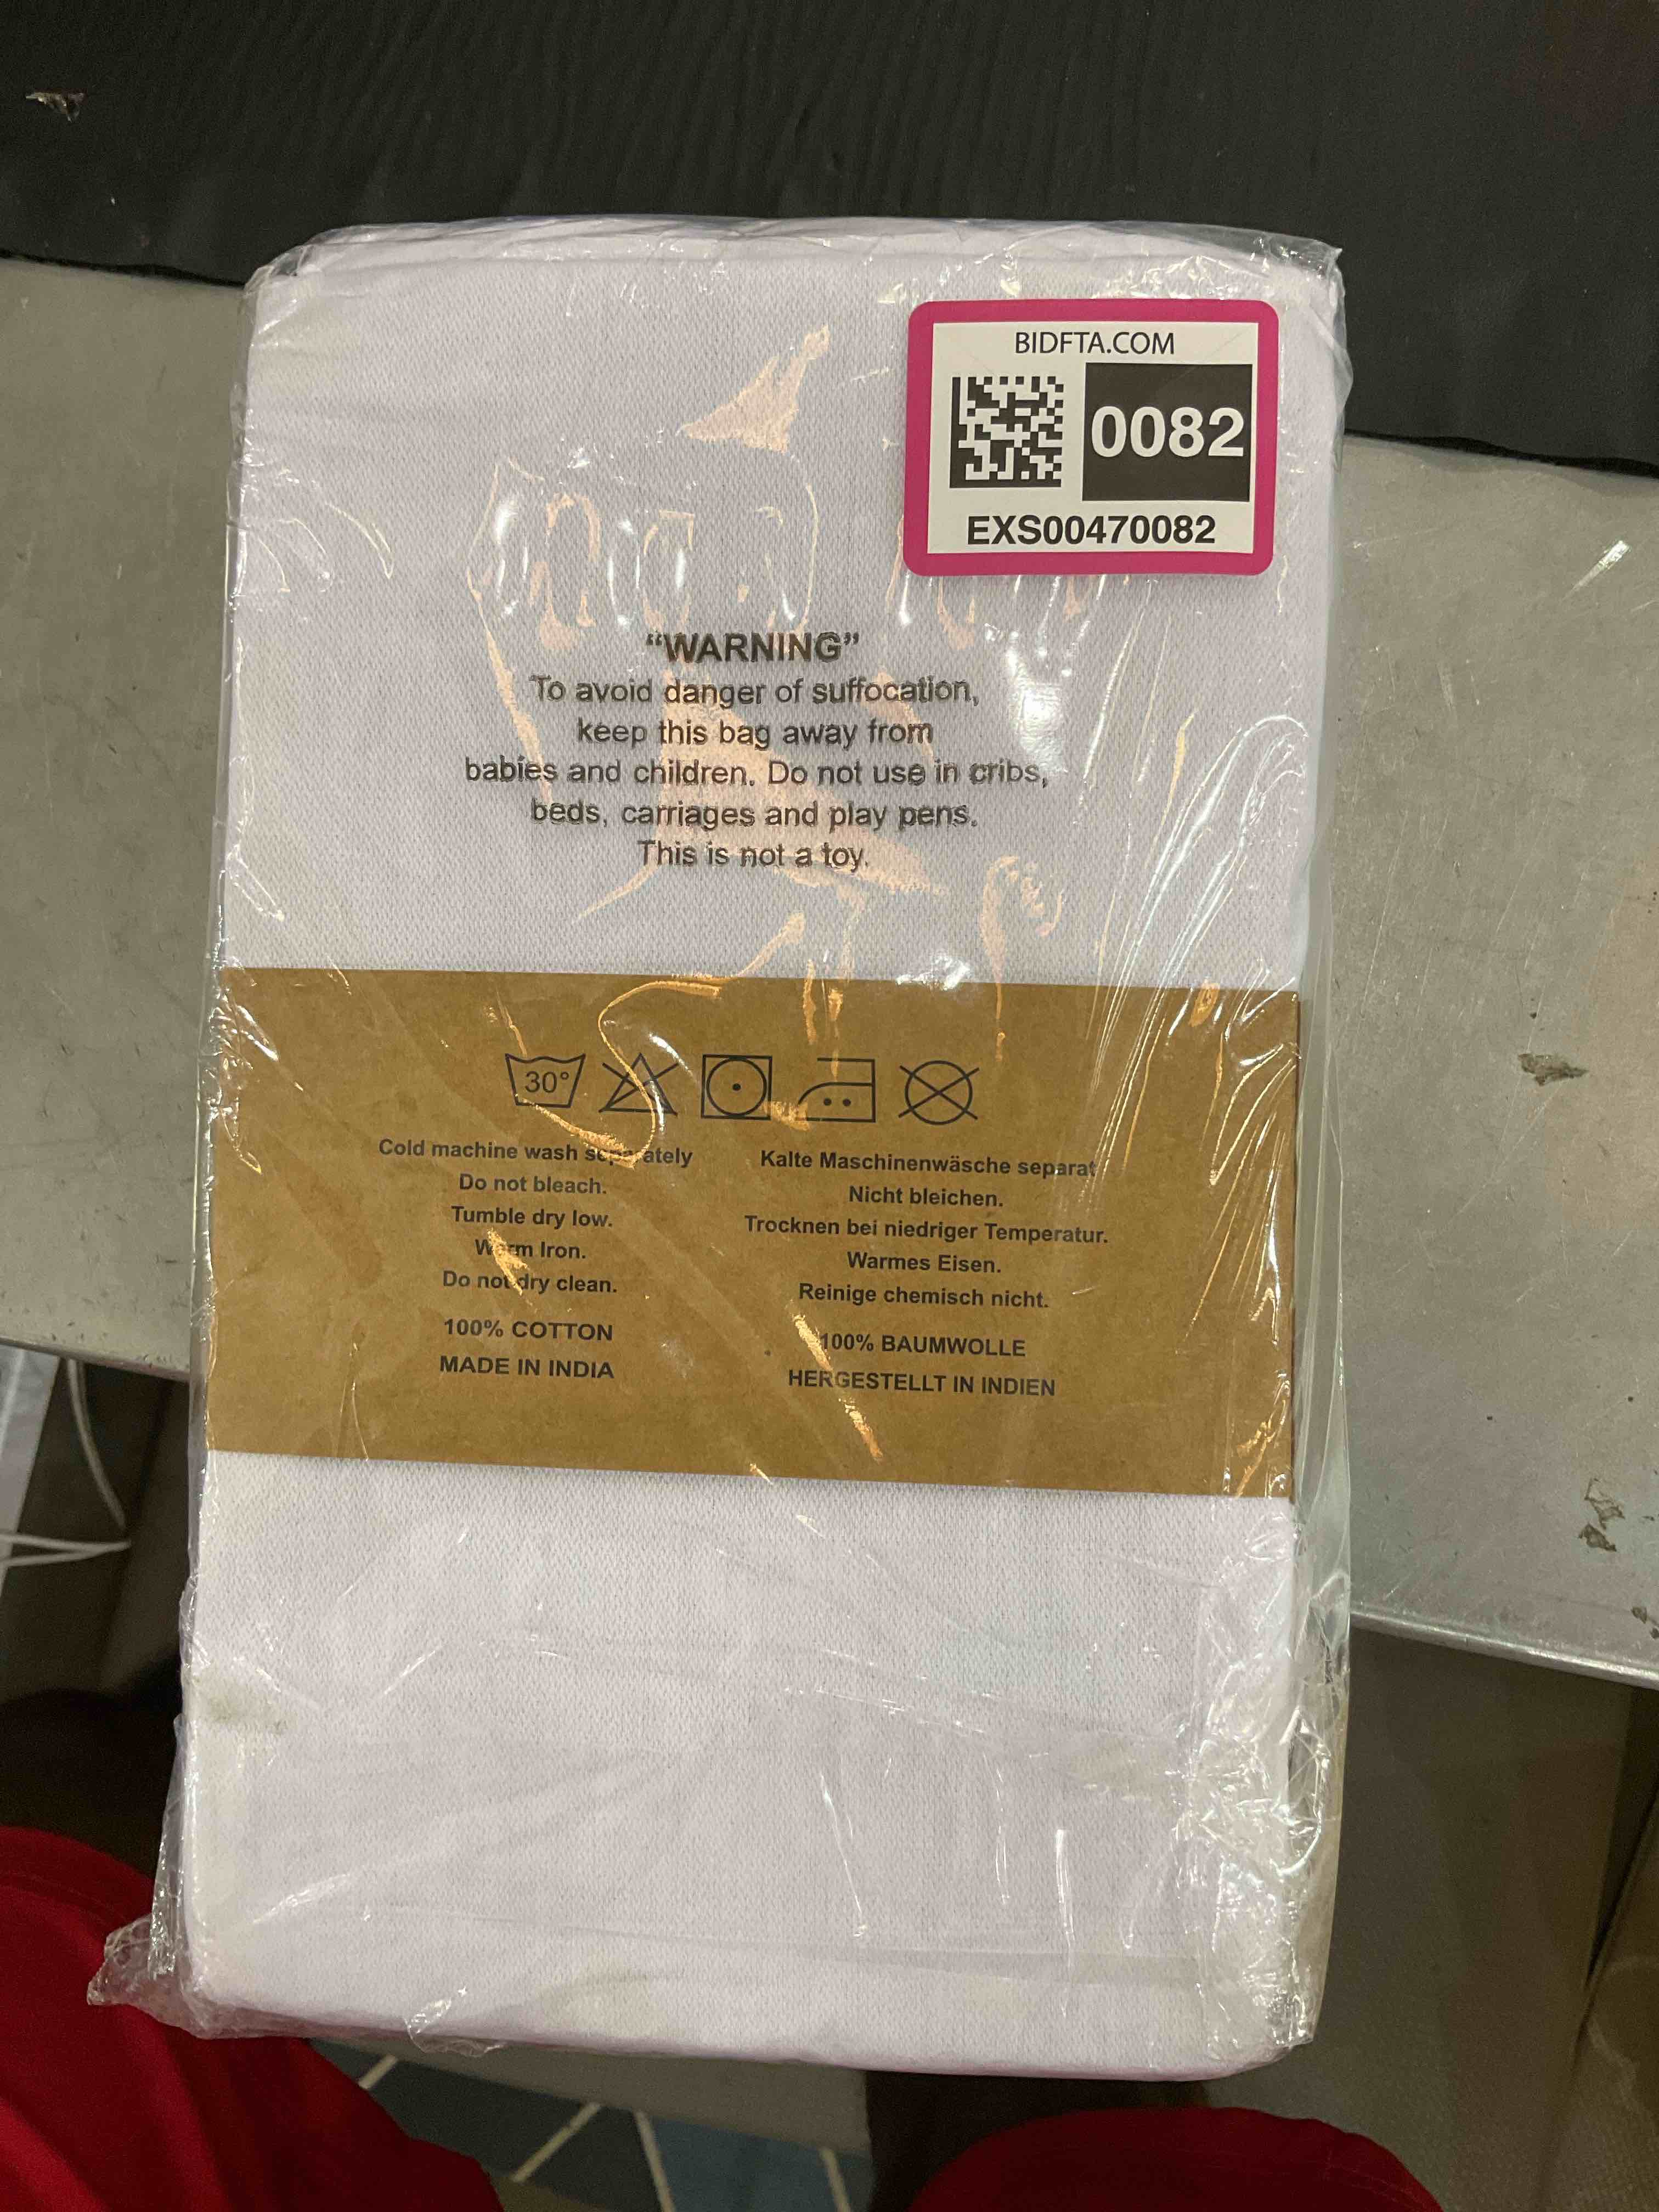 BIDFTA.COM
0082
EXS00470082
“WARNING”
To avoid danger of suffocation,
keep this bag away from
babies and children. Do not use in cribs,
beds, carriages and play pens.
This is not a toy.
30°
Cold machine wash separately
Do not bleach.
Tumble dry low.
Warm Iron.
Do not dry clean.
100% COTTON
MADE IN INDIA
Kalte Maschinenwäsche separat
Nicht bleichen.
Trocknen bei niedriger Temperatur.
Warmes Eisen.
Reinige chemisch nicht.
100% BAUMWOLLE
HERGESTELLT IN INDIEN